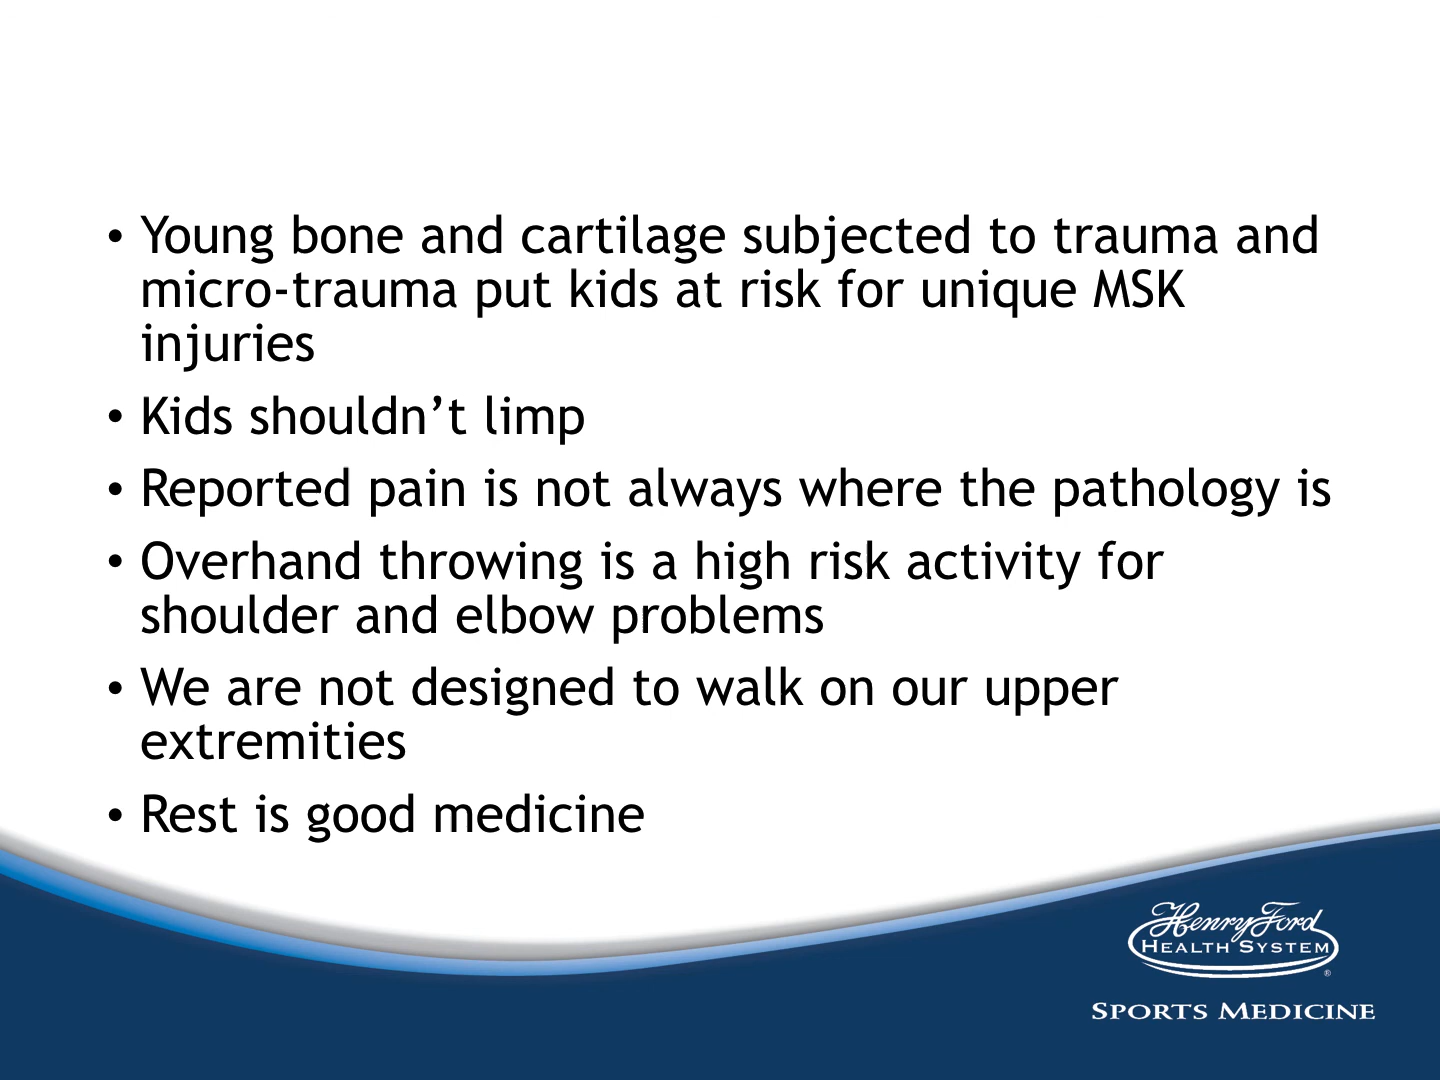 • Young bone and cartilage subjected to trauma and
micro-trauma put kids at risk for unique MSK
injuries
• Kids shouldn’t limp
• Reported pain is not always where the pathology is
• Overhand throwing is a high risk activity for
shoulder and elbow problems
• We are not designed to walk on our upper
extremities
• Rest is good medicine
Henry Ford
HEALTH SYSTEM
®
SPORTS MEDICINE